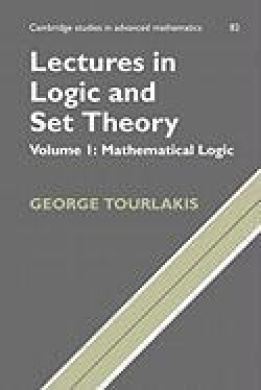 Cambridge studies in advanced mathematics 82
Lectures in
Logic and
Set Theory
Volume 1: Mathematical Logic
GEORGE TOURLAKIS